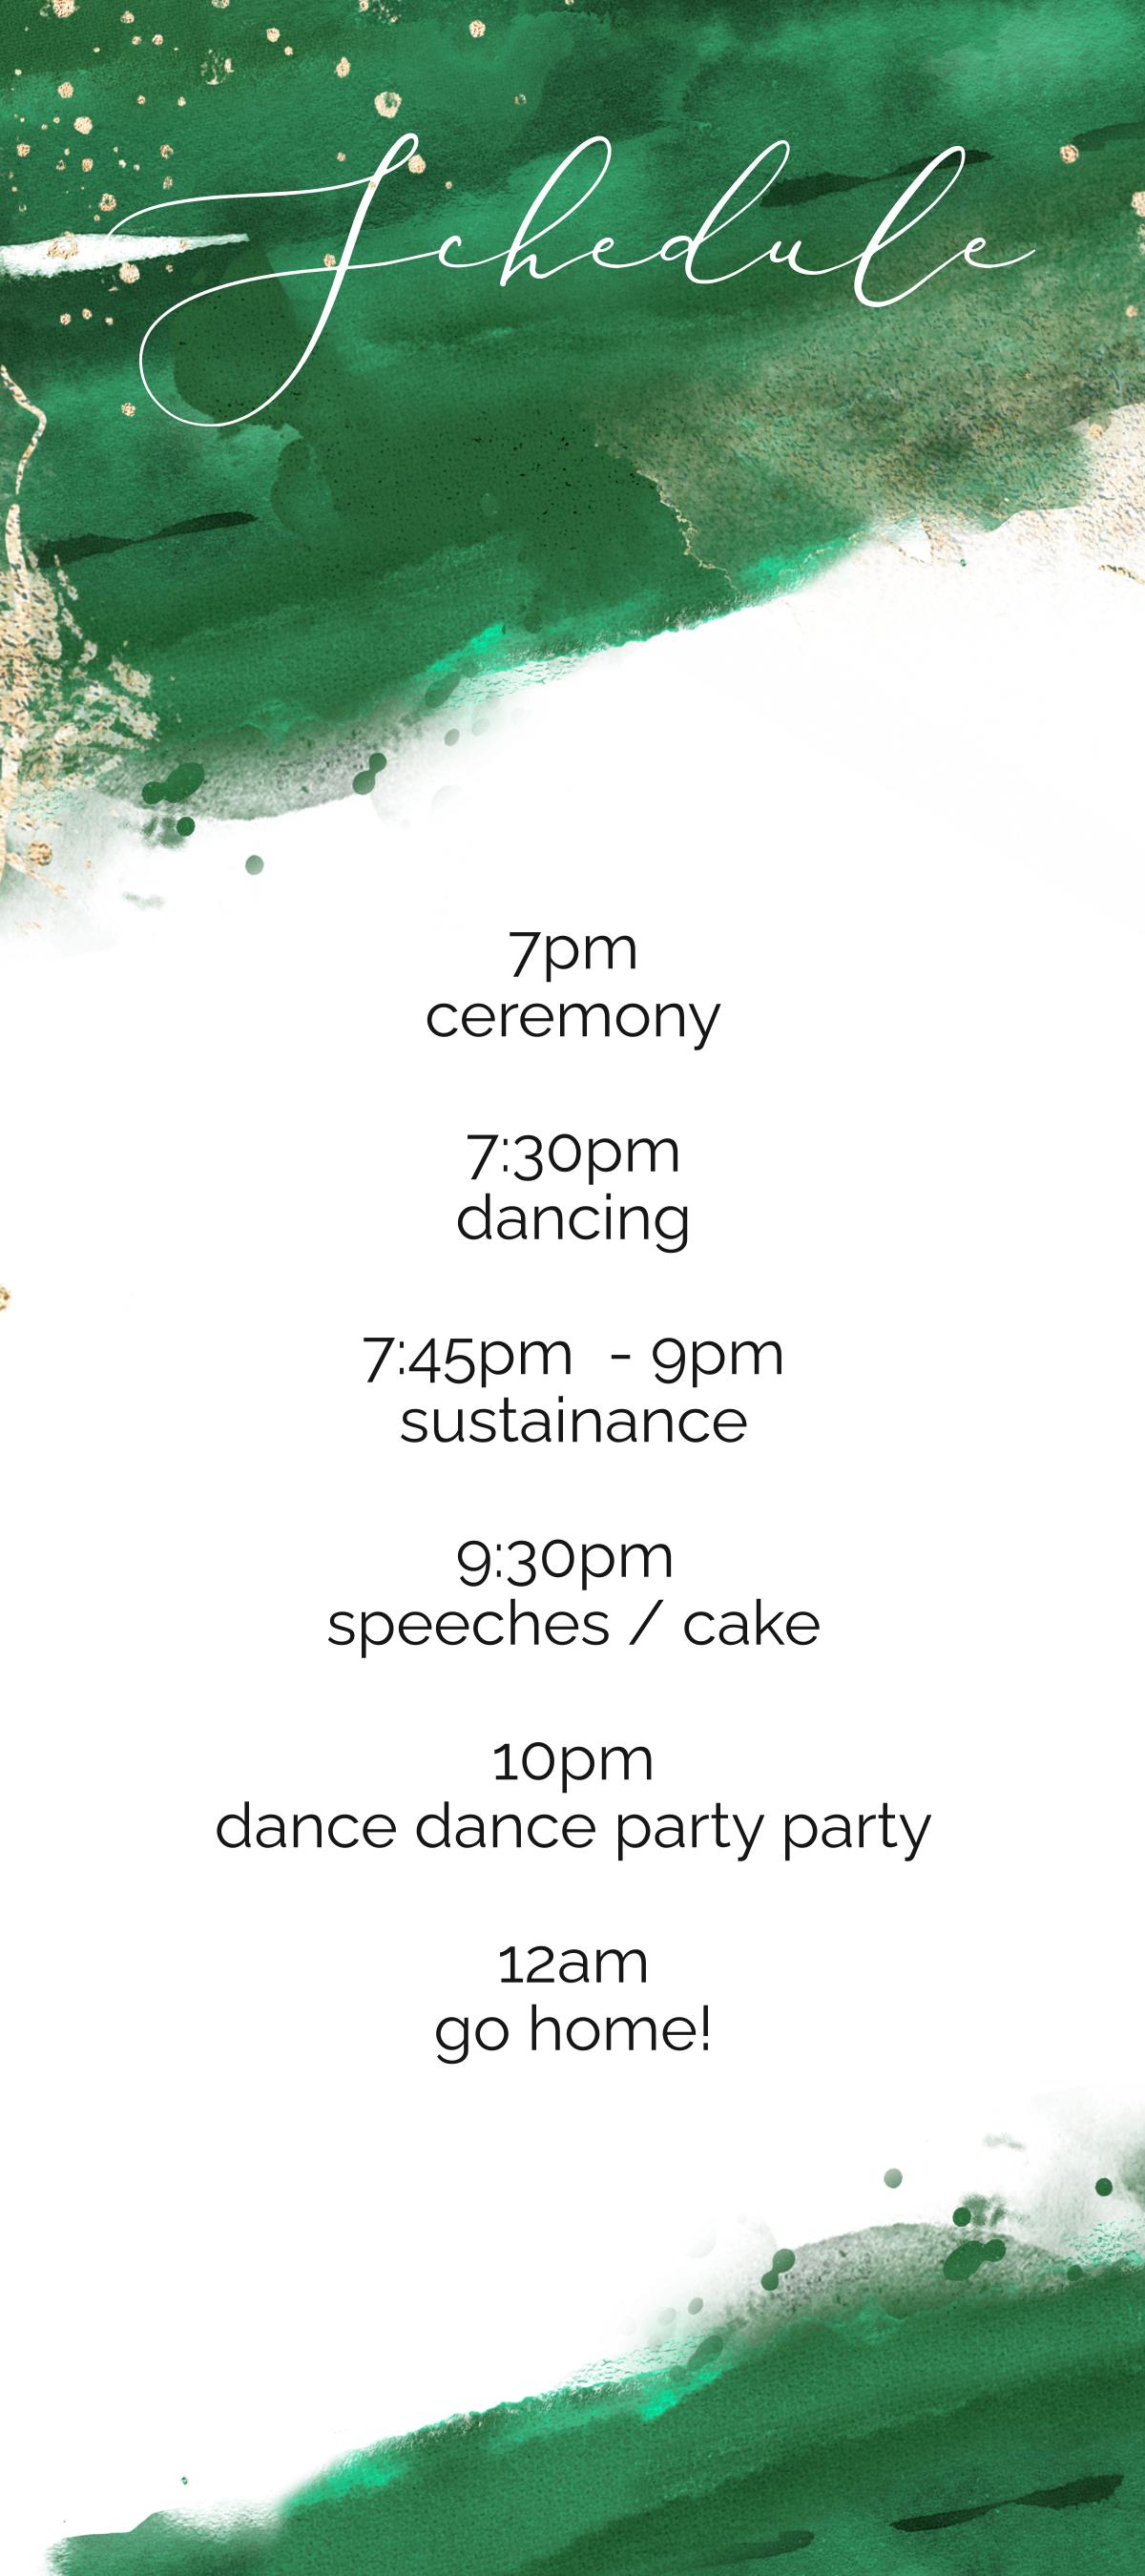 Schedule
7pm
ceremony
7:30pm
dancing
7:45pm  - 9pm
sustainance
9:30pm
speeches / cake
10pm
dance dance party party
12am
go home!